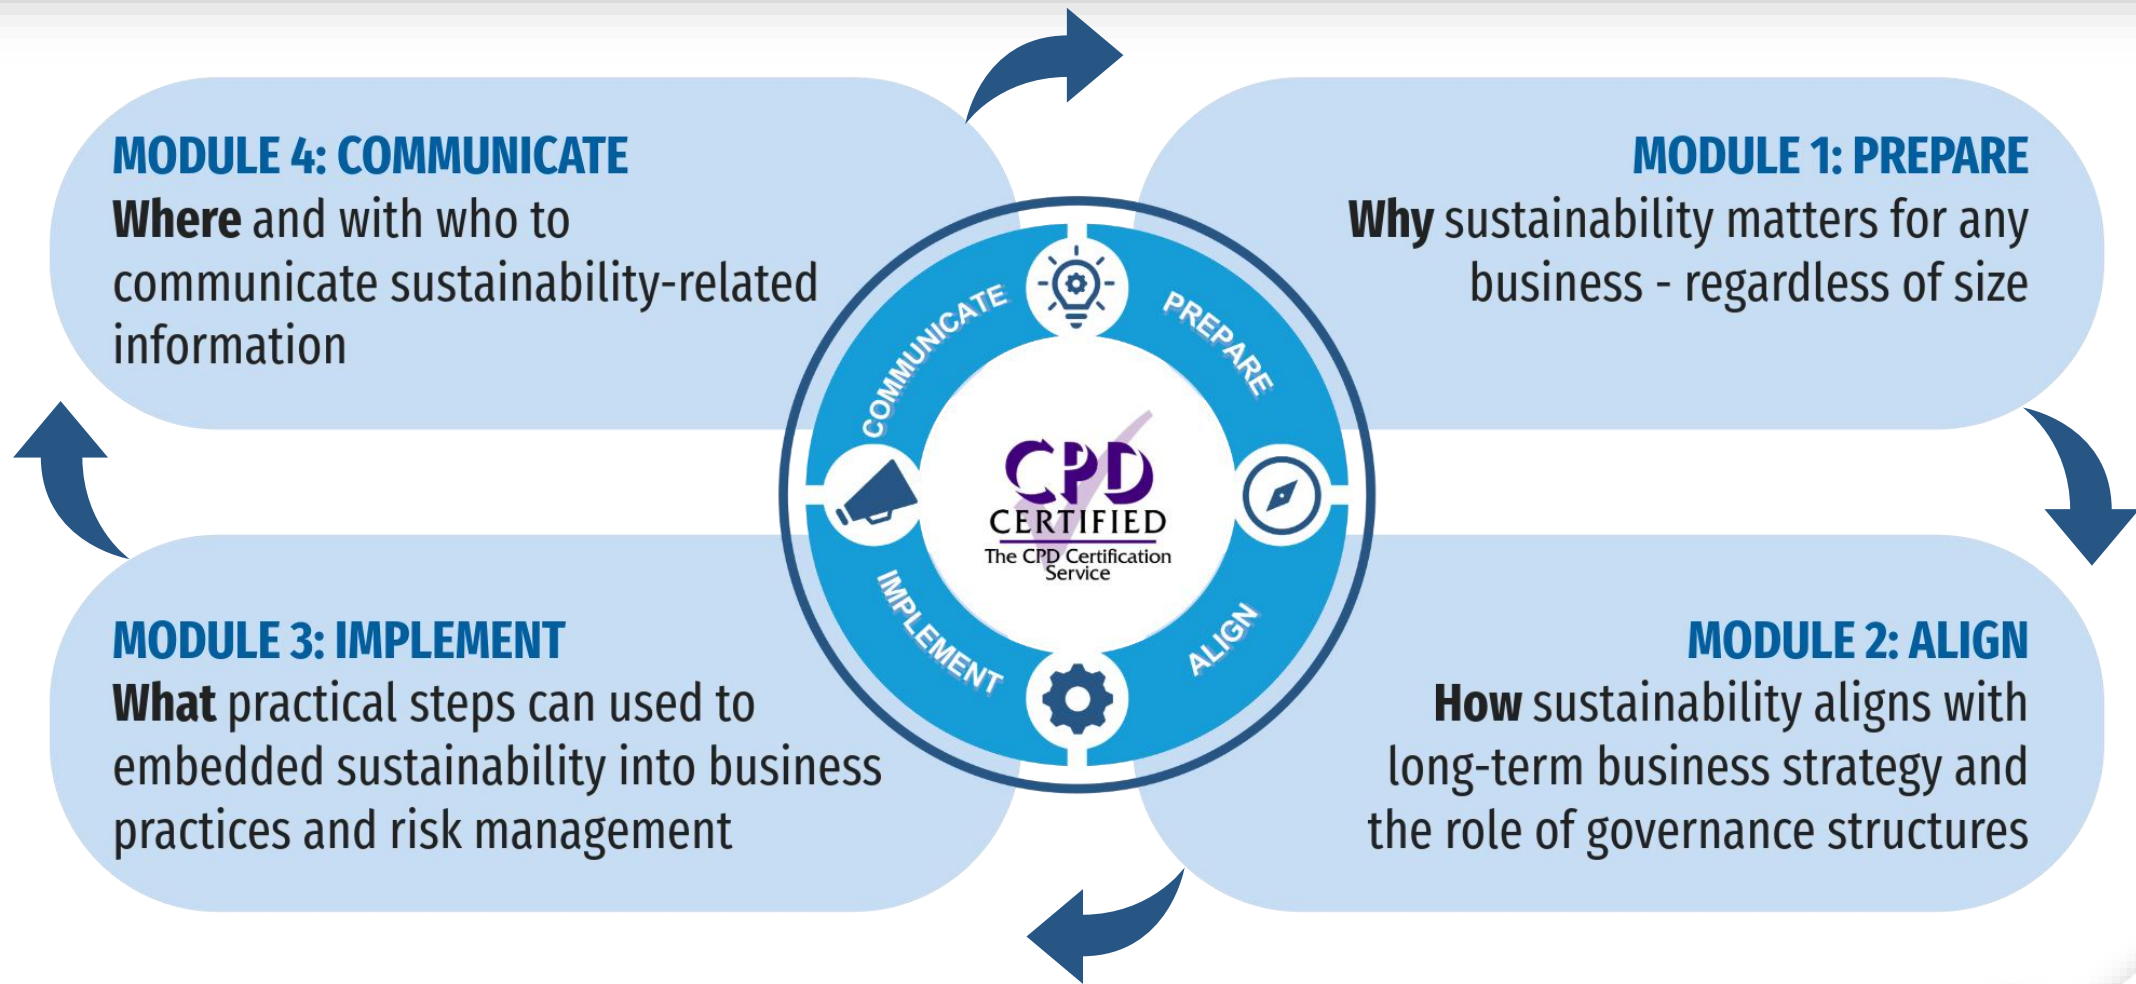 MODULE 4: COMMUNICATE
Where and with who to
communicate sustainability-related
information
MODULE 1: PREPARE
Why sustainability matters for any
business - regardless of size
COMMUNICATE
PREPARE
CPD
CERTIFIED
The CPD Certification
Service
IMPLEMENT
ALIGN
MODULE 3: IMPLEMENT
What practical steps can used to
embedded sustainability into business
practices and risk management
MODULE 2: ALIGN
How sustainability aligns with
long-term business strategy and
the role of governance structures